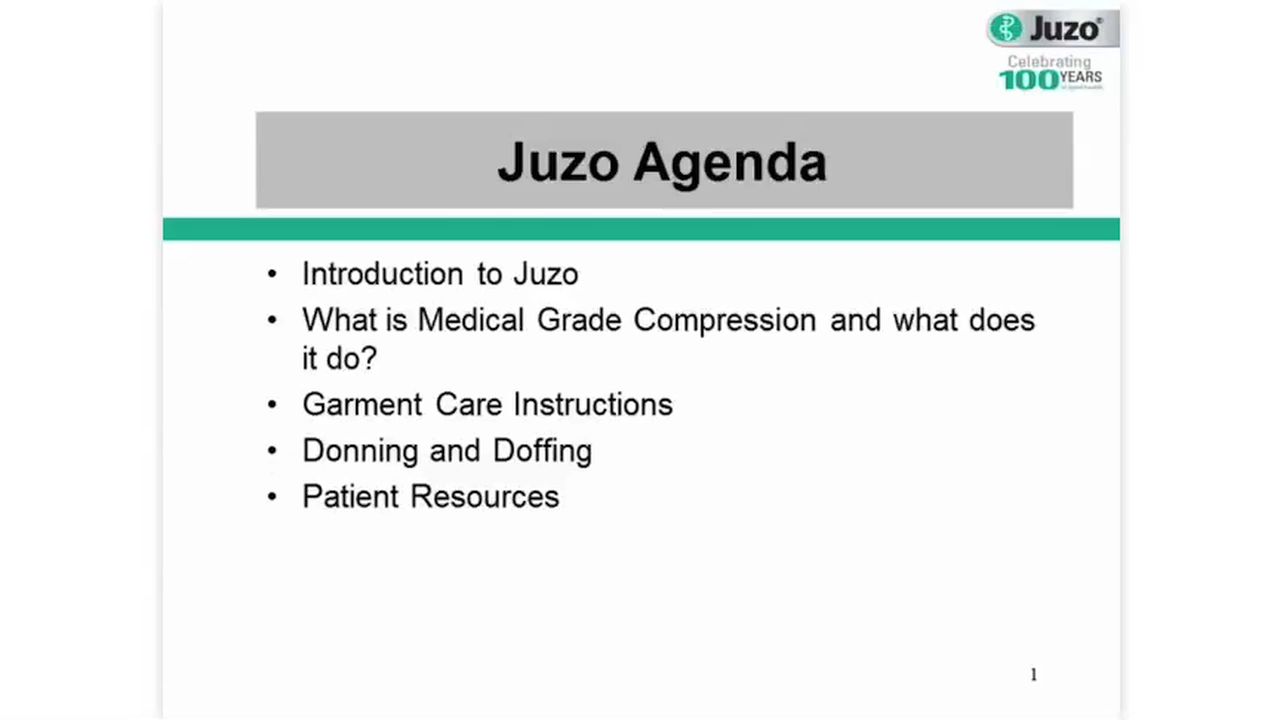 Juzo®
Celebrating
100 YEARS
Juzo Agenda
• Introduction to Juzo
• What is Medical Grade Compression and what does
it do?
• Garment Care Instructions
• Donning and Doffing
• Patient Resources
1